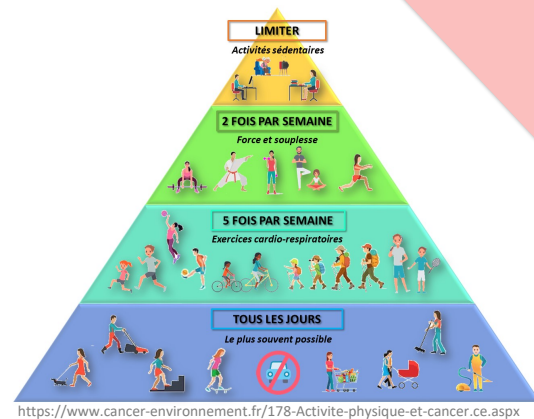 LIMITER
Activités sédentaires
2 FOIS PAR SEMAINE
Force et souplesse
5 FOIS PAR SEMAINE
Exercices cardio-respiratoires
TOUS LES JOURS
Le plus souvent possible
https://www.cancer-environnement.fr/178-Activite-physique-et-cancer.ce.aspx